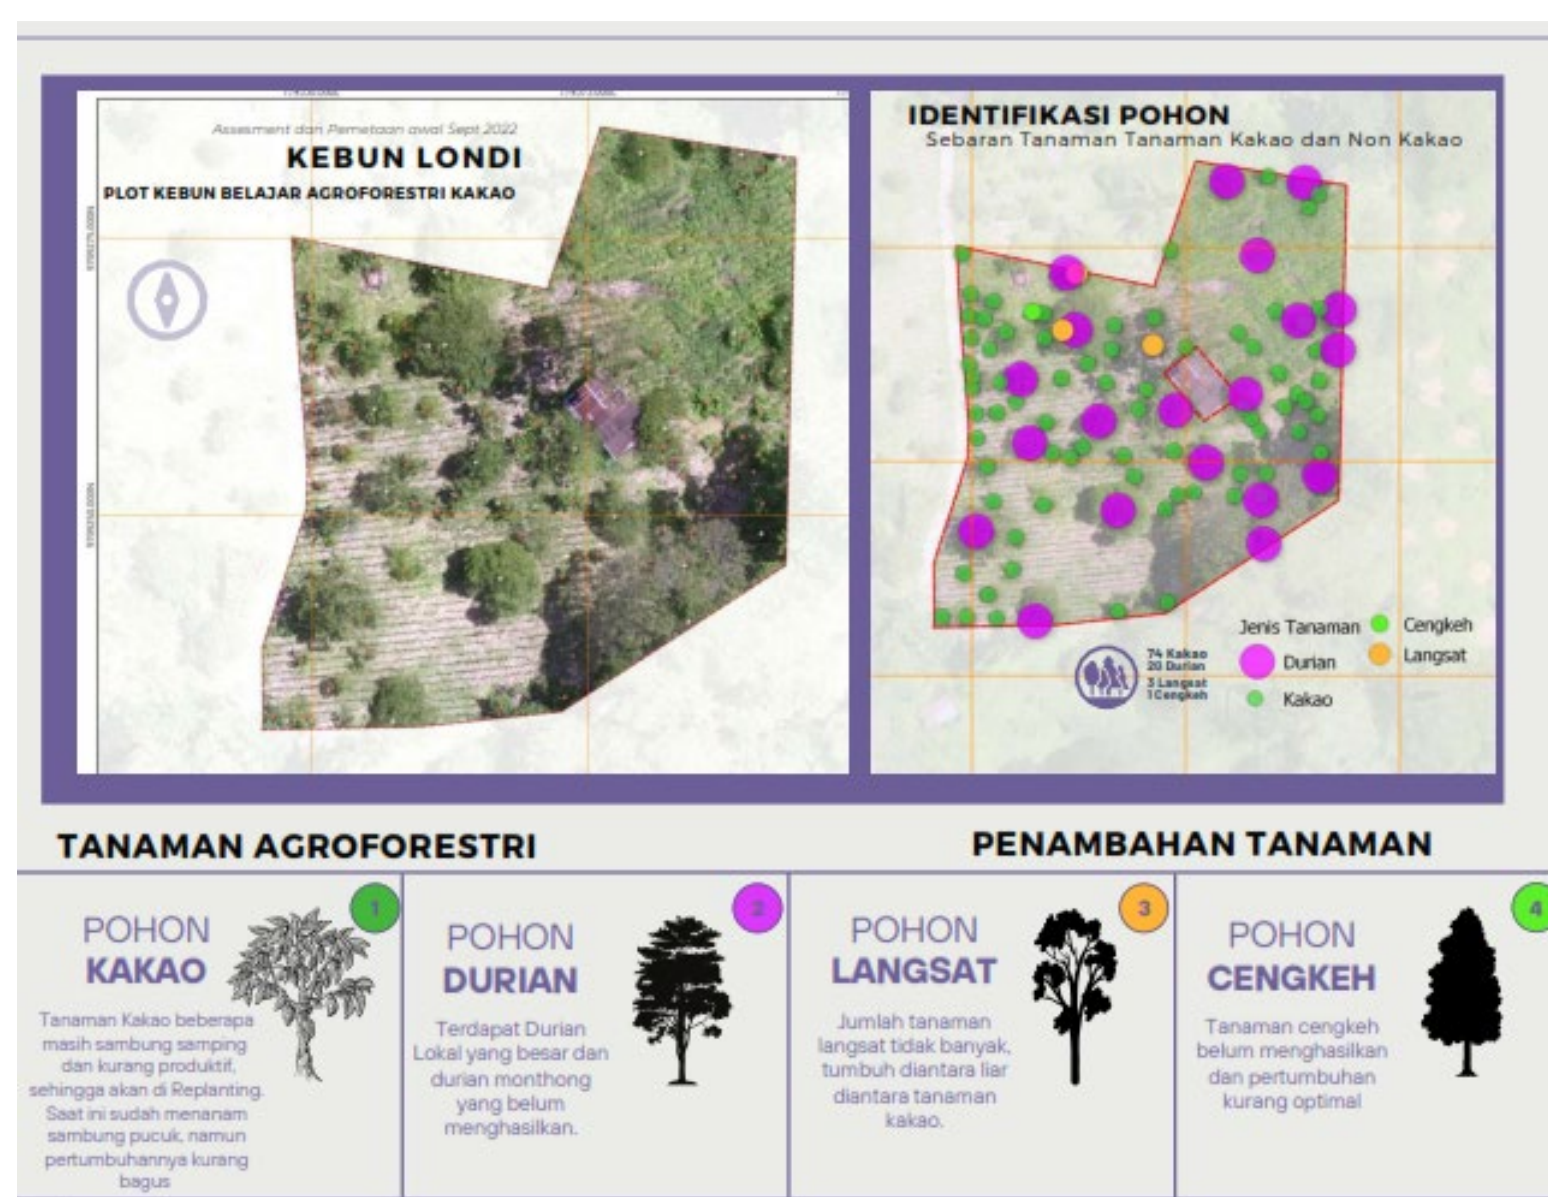 Assesment dan Pemetaan awal Sept 2022
KEBUN LONDI
PLOT KEBUN BELAJAR AGROFORESTRI KAKAO
IDENTIFIKASI POHON
Sebaran Tanaman Tanaman Kakao dan Non Kakao
Jenis Tanaman
Cengkeh
Durian
Langsat
Kakao
74 Kakao
20 Durian
3 Langsat
1 Cengkeh
TANAMAN AGROFORESTRI
PENAMBAHAN TANAMAN
1
POHON
KAKAO
Tanaman Kakao beberapa
masih sambung samping
dan kurang produktif,
sehingga akan di Replanting.
Saat ini sudah menanam
sambung pucuk, namun
pertumbuhannya kurang
bagus
2
POHON
DURIAN
Terdapat Durian
Lokal yang besar dan
durian monthong
yang belum
menghasilkan.
3
POHON
LANGSAT
Jumlah tanaman
langsat tidak banyak,
tumbuh diantara liar
diantara tanaman
kakao.
4
POHON
CENGKEH
Tanaman cengkeh
belum menghasilkan
dan pertumbuhan
kurang optimal